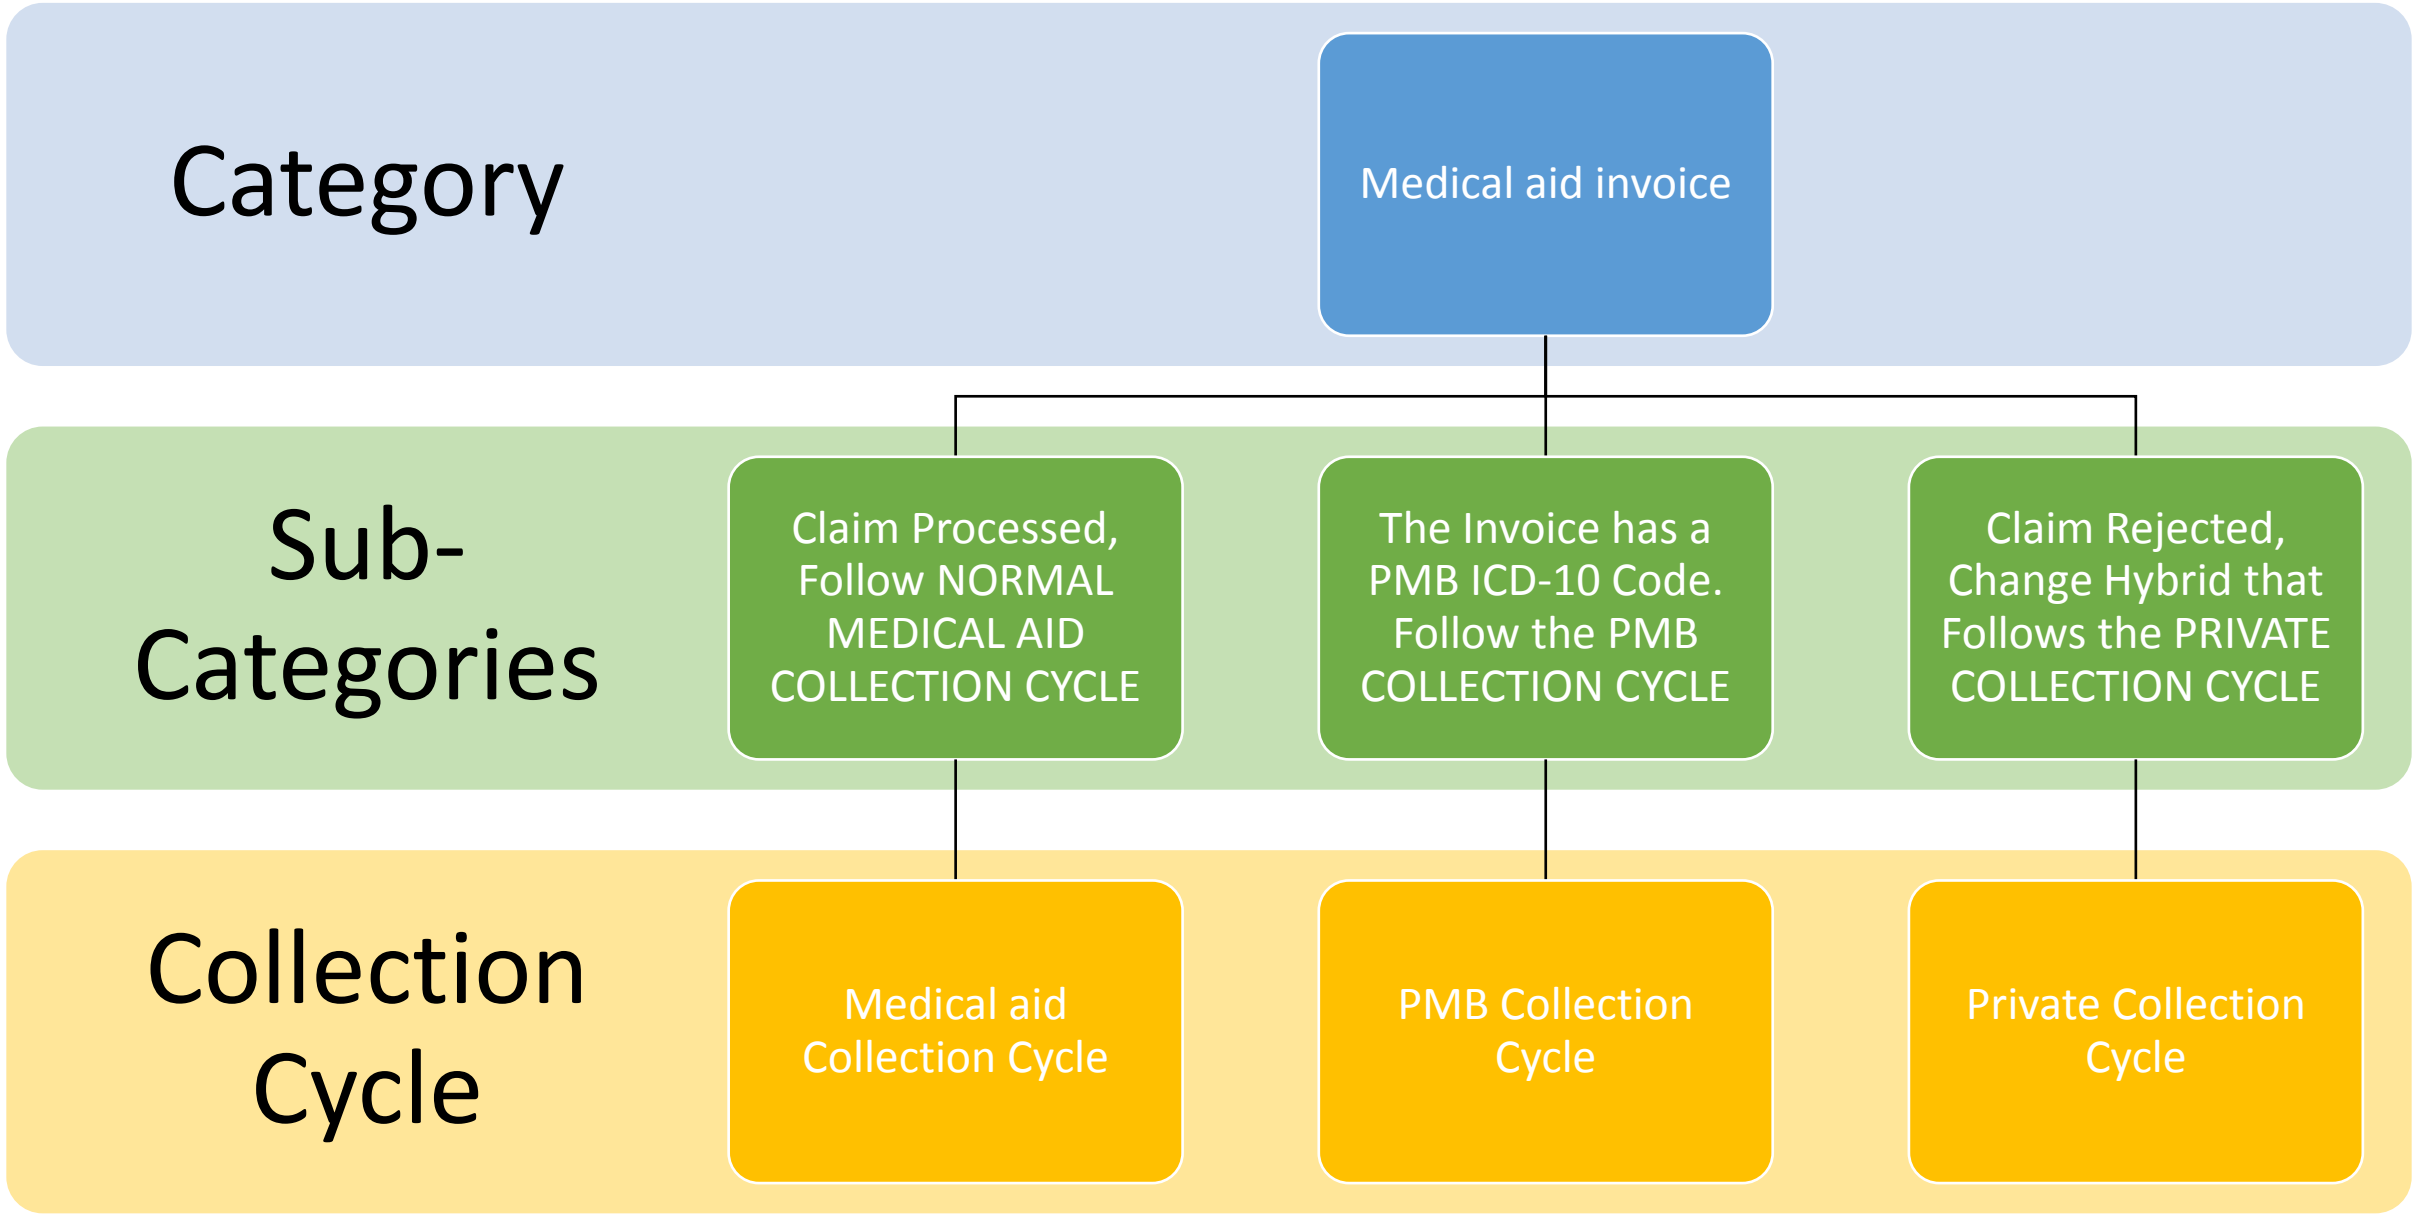 Category
Medical aid invoice
Sub-
Categories
Claim Processed,
Follow NORMAL
MEDICAL AID
COLLECTION CYCLE
The Invoice has a
PMB ICD-10 Code.
Follow the PMB
COLLECTION CYCLE
Claim Rejected,
Change Hybrid that
Follows the PRIVATE
COLLECTION CYCLE
Collection
Cycle
Medical aid
Collection Cycle
PMB Collection
Cycle
Private Collection
Cycle